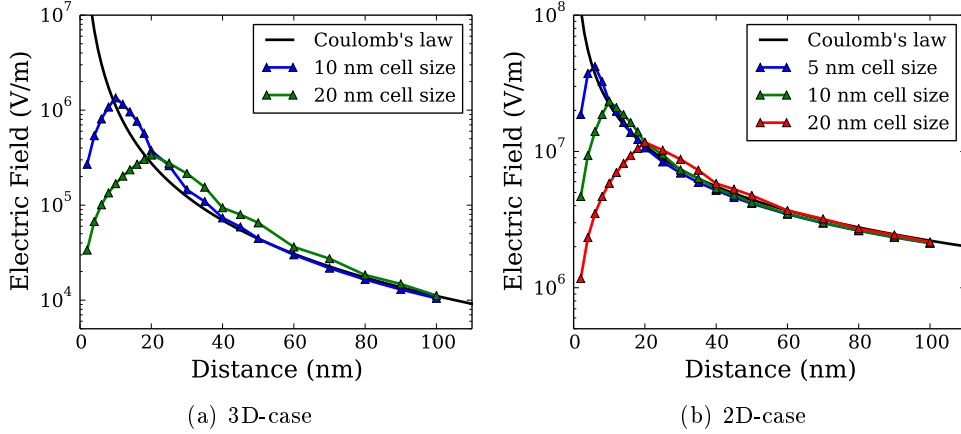 Electric Field (V/m)
10^7
10^6
10^5
10^4
Coulomb's law
10 nm cell size
20 nm cell size
0 20 40 60 80 100
Distance (nm)
(a) 3D-case
Electric Field (V/m)
10^8
10^7
10^6
Coulomb's law
5 nm cell size
10 nm cell size
20 nm cell size
0 20 40 60 80 100
Distance (nm)
(b) 2D-case